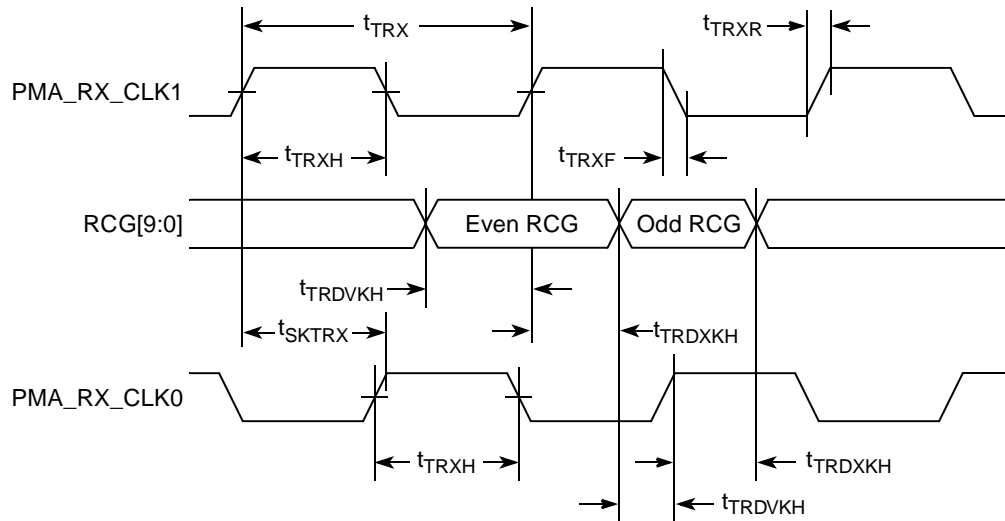 tTRX
tTRXR
PMA_RX_CLK1
tTRXH
tTRXF
RCG[9:0]
Even RCG
Odd RCG
tTRDVKH
tSKTRX
tTRDXKH
PMA_RX_CLK0
tTRXH
tTRDXKH
tTRDVKH